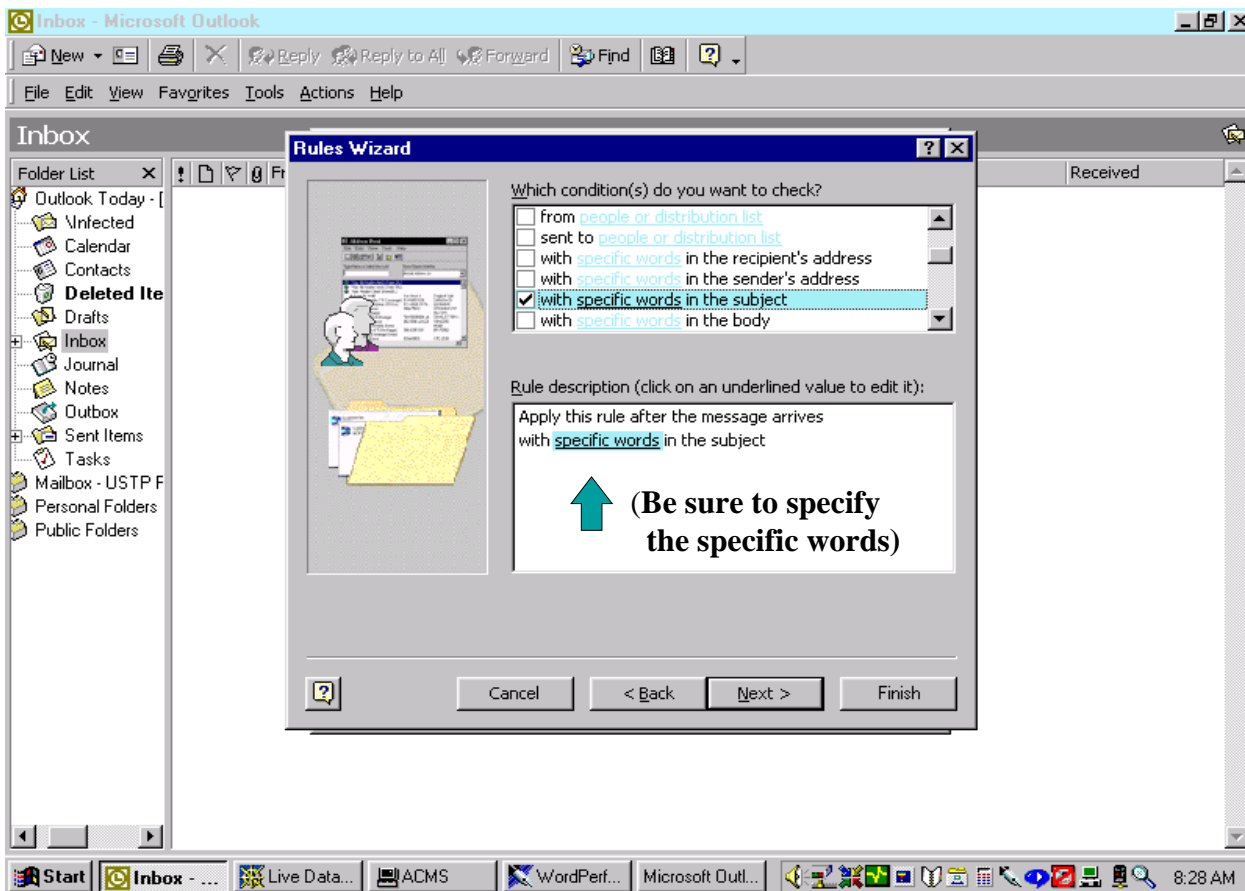 Inbox - Microsoft Outlook
New Reply Reply to All Forward Find
File Edit View Favorites Tools Actions Help
Inbox
Folder List
Outlook Today - [
\Infected
Calendar
Contacts
Deleted Ite
Drafts
Inbox
Journal
Notes
Outbox
Sent Items
Tasks
Mailbox - USTP F
Personal Folders
Public Folders
! Fr Received
Rules Wizard
Which condition(s) do you want to check?
from people or distribution list
sent to people or distribution list
with specific words in the recipient's address
with specific words in the sender's address
with specific words in the subject
with specific words in the body
Rule description (click on an underlined value to edit it):
Apply this rule after the message arrives
with specific words in the subject
(Be sure to specify
the specific words)
Cancel < Back Next > Finish
Start Inbox - ... Live Data... ACMS WordPerf... Microsoft Outl... 8:28 AM